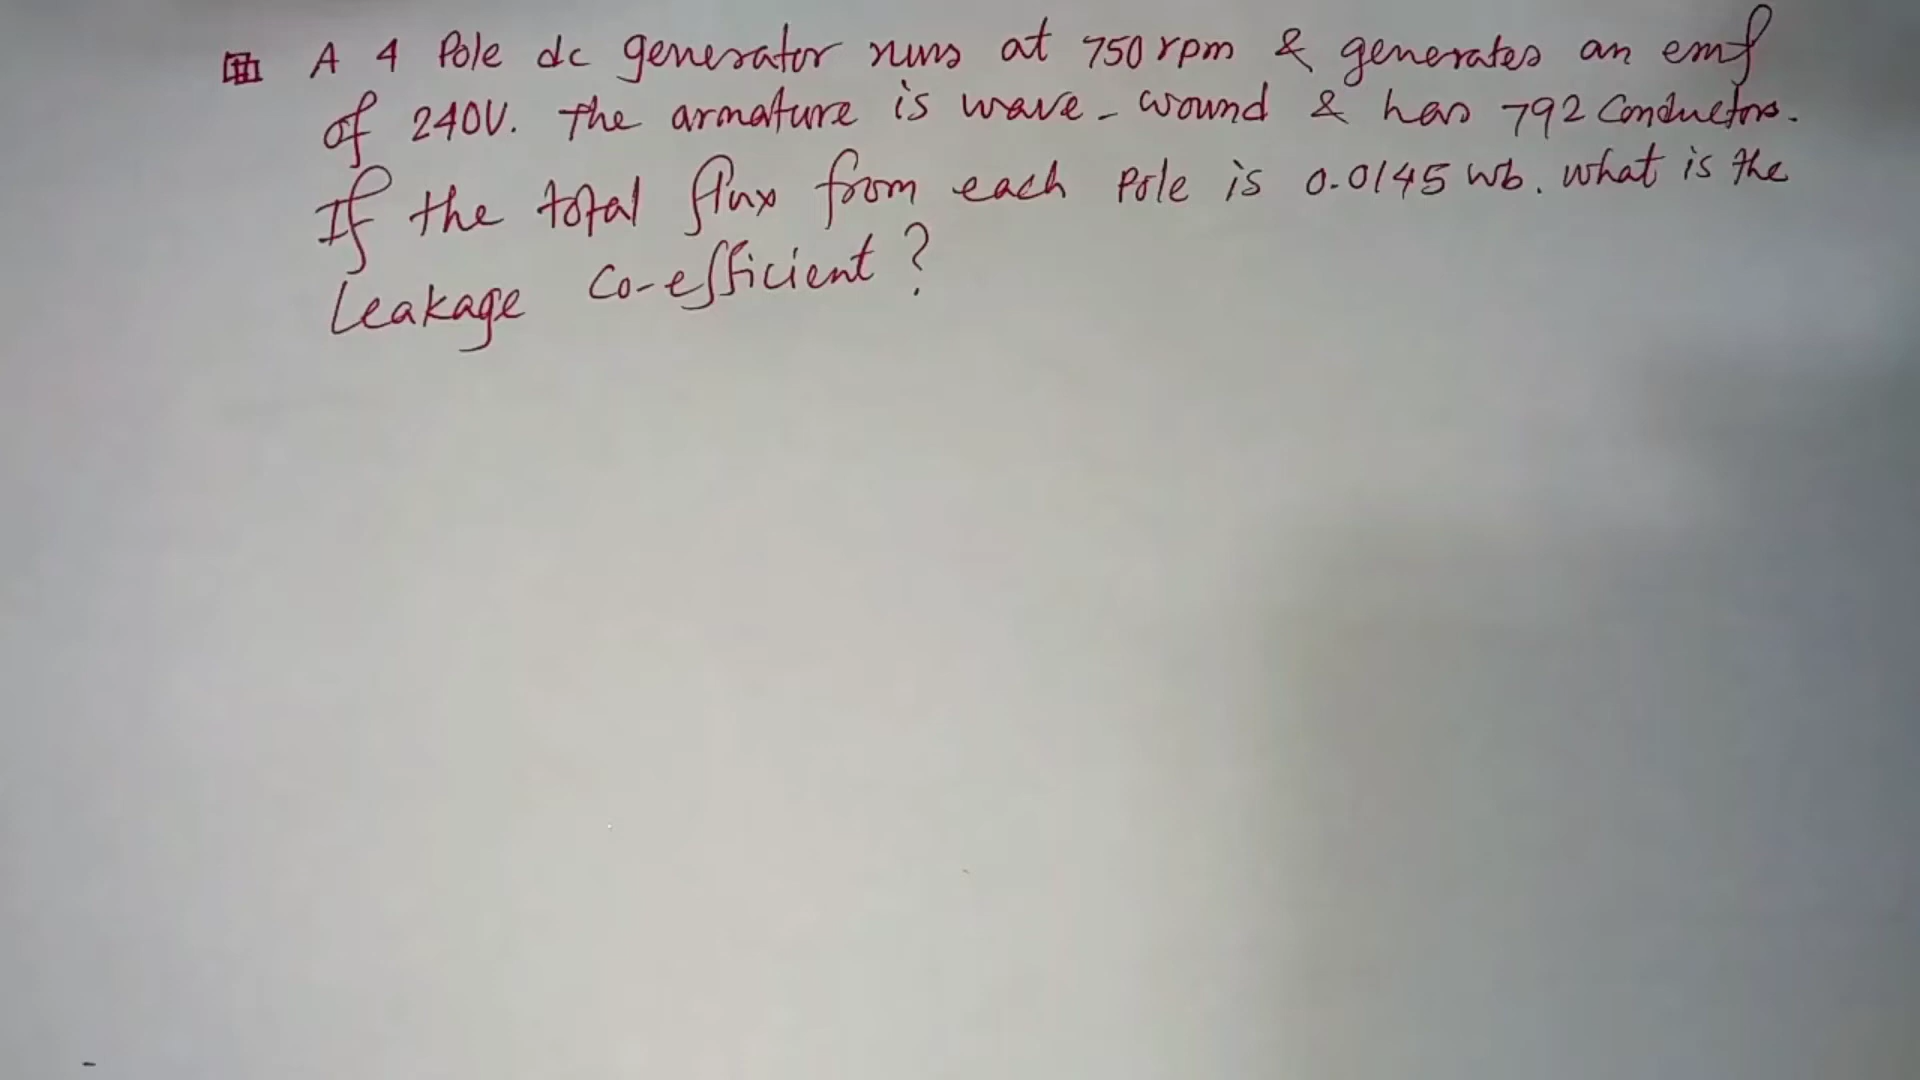 A 4 Pole dc generator runs at 750 rpm & generates an emf
of 240V. The armature is wave-wound & has 792 Conductors.
If the total flux from each pole is 0.0145 wb. what is the
Leakage Co-efficient?